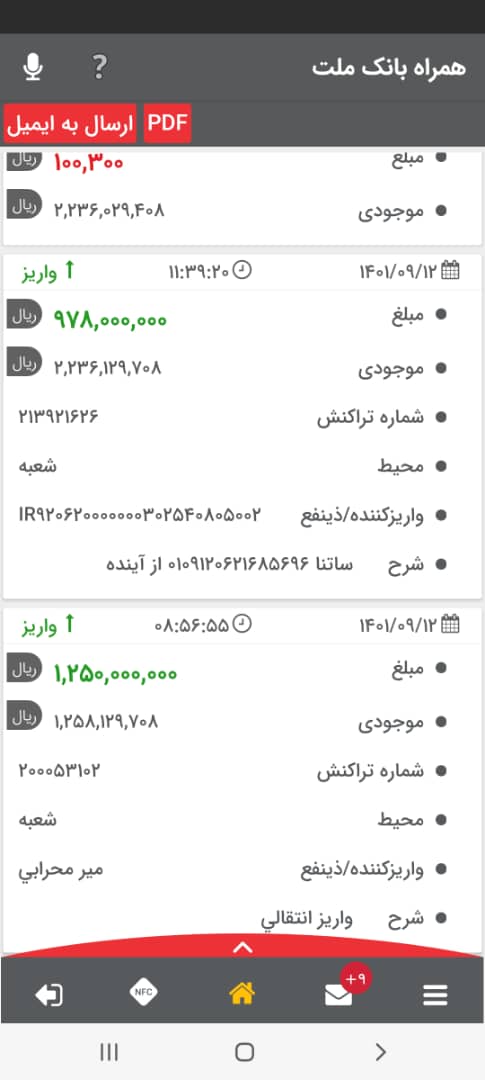 همراه بانک ملت
?
PDF ارسال به ایمیل
مبلغ ۱۰۰,۳۰۰ ریال
موجودی ۲,۲۳۶,۰۲۹,۴۰۸ ریال
۱۴۰۱/۰۹/۱۲ ۱۱:۳۹:۲۰ واریز
مبلغ ۹۷۸,۰۰۰,۰۰۰ ریال
موجودی ۲,۲۳۶,۱۲۹,۷۰۸ ریال
شماره تراکنش ۲۱۳۹۲۱۶۲۶
محیط شعبه
واریزکننده/ذینفع IR۹۲۰۶۲۰۰۰۰۰۰۰۰۳۰۲۵۴۰۸۰۵۰۰۲
شرح ساتنا ۰۱۰۹۱۲۰۶۲۱۶۸۵۶۹۶ از آینده
۱۴۰۱/۰۹/۱۲ ۰۸:۵۶:۵۵ واریز
مبلغ ۱,۲۵۰,۰۰۰,۰۰۰ ریال
موجودی ۱,۲۵۸,۱۲۹,۷۰۸ ریال
شماره تراکنش ۲۰۰۰۵۳۱۰۲
محیط شعبه
واریزکننده/ذینفع مير محرابي
شرح واريز انتقالي
+۹
NFC